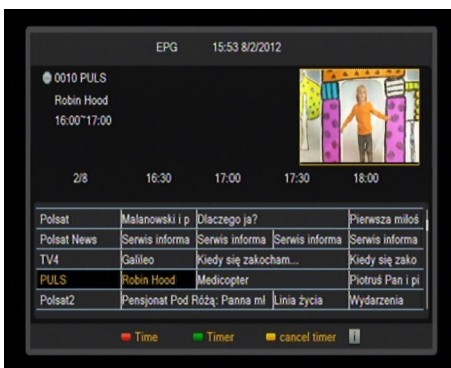 EPG 15:53 8/2/2012
0010 PULS
Robin Hood
16:00~17:00
2/8 16:30 17:00 17:30 18:00
Polsat Malanowski i p Dlaczego ja? Pierwsza miloś
Polsat News Serwis informa Serwis informa Serwis informa Serwis informa
TV4 Galileo Kiedy się zakocham... Kiedy się zako
PULS Robin Hood Medicopter Piotruś Pan i pi
Polsat2 Pensjonat Pod Różą: Panna mł Linia życia Wydarzenia
Time Timer cancel timer i